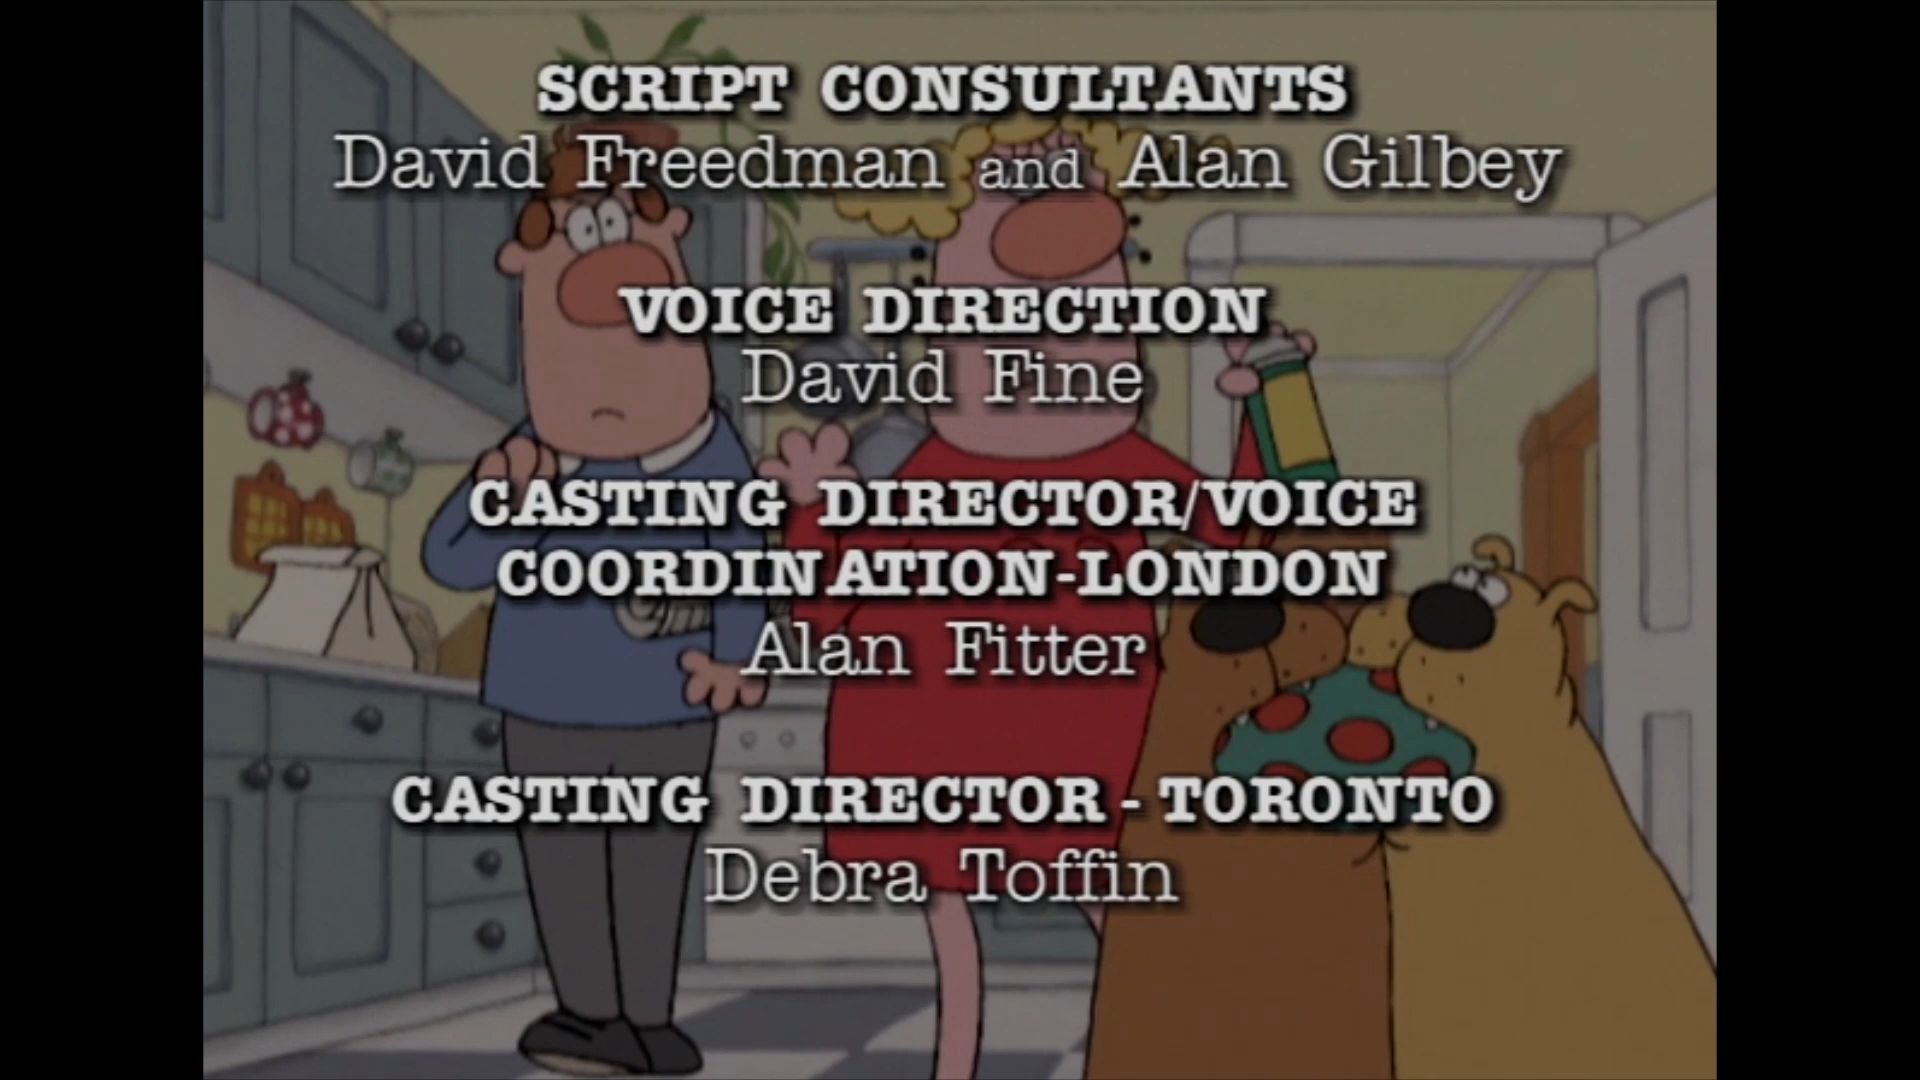 SCRIPT CONSULTANTS
David Freedman and Alan Gilbey
VOICE DIRECTION
David Fine
CASTING DIRECTOR/VOICE
COORDINATION-LONDON
Alan Fitter
CASTING DIRECTOR - TORONTO
Debra Toffin